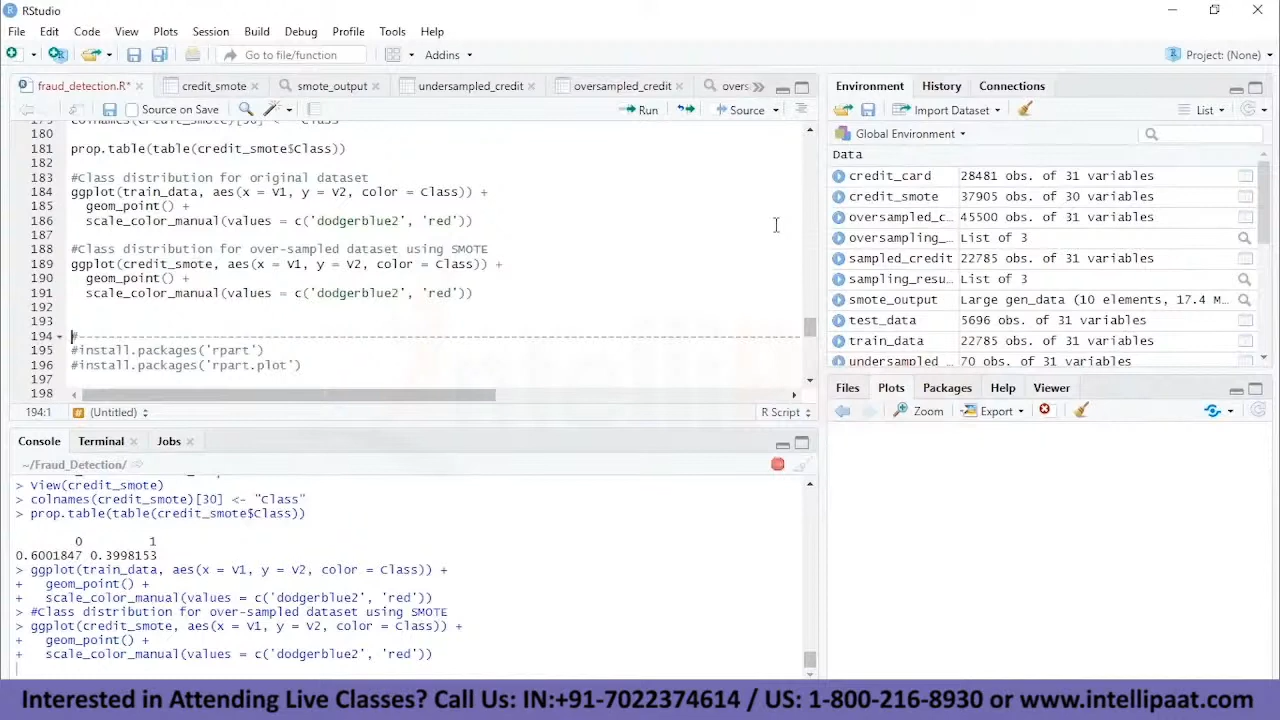 RStudio
File Edit Code View Plots Session Build Debug Profile Tools Help
Go to file/function Addins Project: (None)
fraud_detection.R* credit_smote smote_output undersampled_credit oversampled_credit overs
Source on Save Run Source
180
181 prop.table(table(credit_smote$Class))
182
183 #Class distribution for original dataset
184 ggplot(train_data, aes(x = V1, y = V2, color = Class)) +
185 geom_point() +
186 scale_color_manual(values = c('dodgerblue2', 'red'))
187
188 #Class distribution for over-sampled dataset using SMOTE
189 ggplot(credit_smote, aes(x = V1, y = V2, color = Class)) +
190 geom_point() +
191 scale_color_manual(values = c('dodgerblue2', 'red'))
192
193
194 #--------------------------------------------------------------------------------
195 #install.packages('rpart')
196 #install.packages('rpart.plot')
197
198
194:1 (Untitled) R Script
Console Terminal Jobs
~/Fraud_Detection/
> View(credit_smote)
> colnames(credit_smote)[30] <- "Class"
> prop.table(table(credit_smote$Class))
0 1
0.6001847 0.3998153
> ggplot(train_data, aes(x = V1, y = V2, color = Class)) +
+ geom_point() +
+ scale_color_manual(values = c('dodgerblue2', 'red'))
> #Class distribution for over-sampled dataset using SMOTE
> ggplot(credit_smote, aes(x = V1, y = V2, color = Class)) +
+ geom_point() +
+ scale_color_manual(values = c('dodgerblue2', 'red'))
Environment History Connections
Import Dataset List
Global Environment
Data
credit_card 28481 obs. of 31 variables
credit_smote 37905 obs. of 30 variables
oversampled_c… 45500 obs. of 31 variables
oversampling_… List of 3
sampled_credit 22785 obs. of 31 variables
sampling_resu… List of 3
smote_output Large gen_data (10 elements, 17.4 M…
test_data 5696 obs. of 31 variables
train_data 22785 obs. of 31 variables
undersampled_… 70 obs. of 31 variables
Files Plots Packages Help Viewer
Zoom Export
Interested in Attending Live Classes? Call Us: IN:+91-7022374614 / US: 1-800-216-8930 or www.intellipaat.com